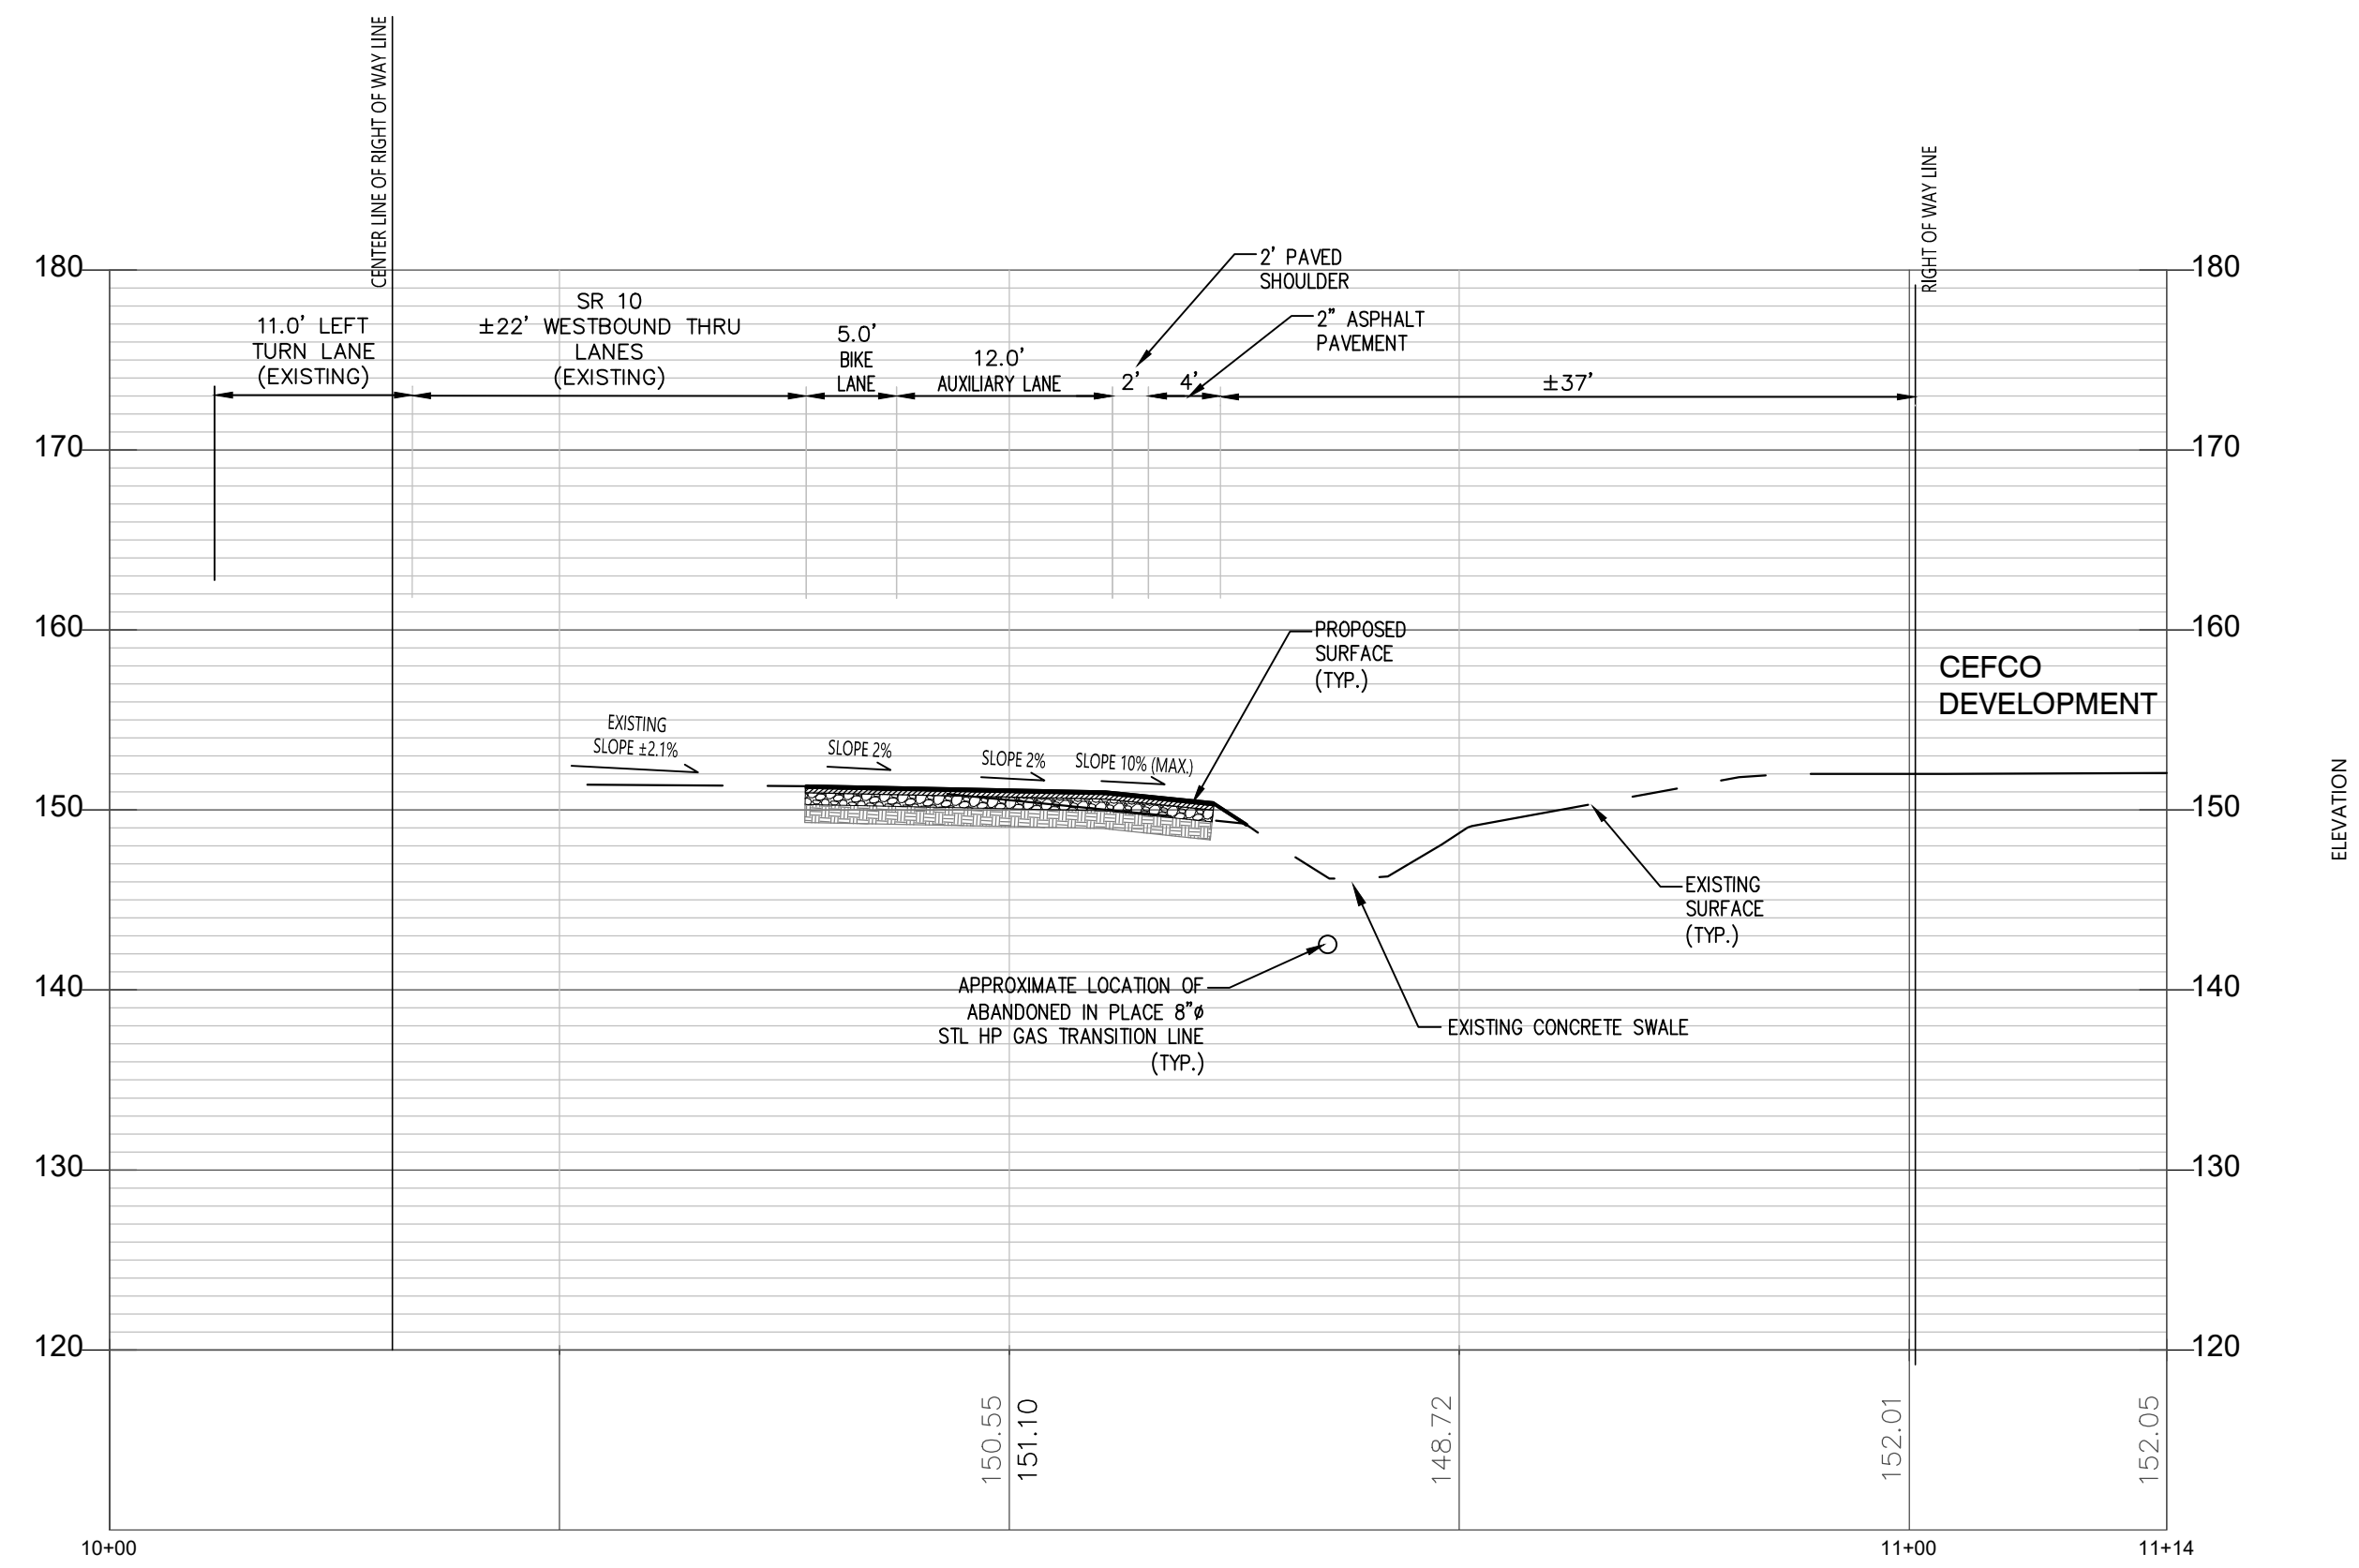 CENTER LINE OF RIGHT OF WAY LINE
RIGHT OF WAY LINE
2' PAVED
SHOULDER
2" ASPHALT
PAVEMENT
11.0' LEFT
TURN LANE
(EXISTING)
SR 10
±22' WESTBOUND THRU
LANES
(EXISTING)
5.0'
BIKE
LANE
12.0'
AUXILIARY LANE
2'
4'
±37'
180
180
170
170
160
160
150
150
140
140
130
130
120
120
PROPOSED
SURFACE
(TYP.)
CEFCO
DEVELOPMENT
EXISTING
SLOPE ±2.1%
SLOPE 2%
SLOPE 2%
SLOPE 10% (MAX.)
ELEVATION
EXISTING
SURFACE
(TYP.)
APPROXIMATE LOCATION OF
ABANDONED IN PLACE 8"ø
STL HP GAS TRANSITION LINE
(TYP.)
EXISTING CONCRETE SWALE
150.55
151.10
148.72
152.01
152.05
10+00
11+00
11+14